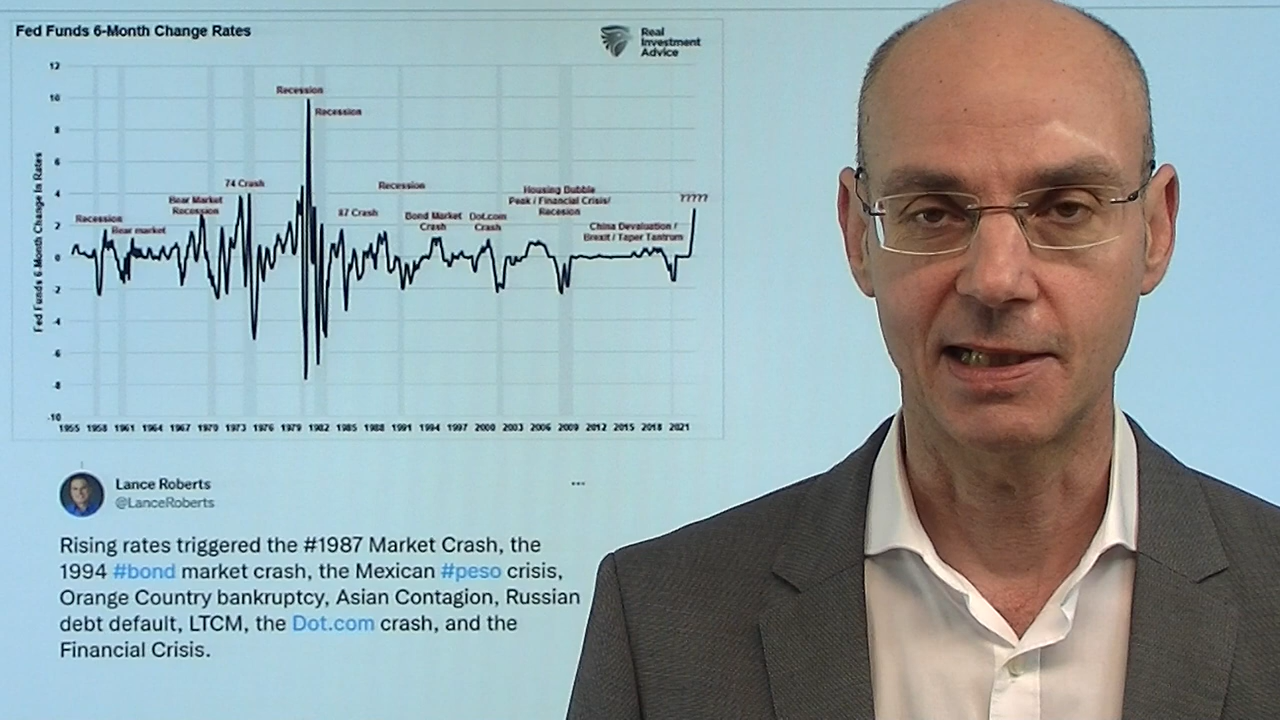 Fed Funds 6-Month Change Rates
Real
Investment
Advice
Fed Funds 6-Month Change In Rates
12
10
8
6
4
2
0
-2
-4
-6
-8
-10
Recession
Recession
74 Crash
Bear Market
Recession
Recession
Bear market
Recession
87 Crash
Bond Market
Crash
Dot.com
Crash
Housing Bubble
Peak / Financial Crisis/
Recesion
China Devaluation /
Brexit / Taper Tantrum
?????
1955 1958 1961 1964 1967 1970 1973 1976 1979 1982 1985 1988 1991 1994 1997 2000 2003 2006 2009 2012 2015 2018 2021
Lance Roberts
@LanceRoberts
Rising rates triggered the #1987 Market Crash, the
1994 #bond market crash, the Mexican #peso crisis,
Orange Country bankruptcy, Asian Contagion, Russian
debt default, LTCM, the Dot.com crash, and the
Financial Crisis.